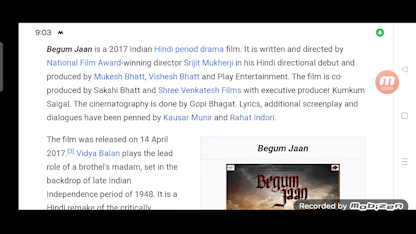 9:03
Begum Jaan is a 2017 Indian Hindi period drama film. It is written and directed by
National Film Award-winning director Srijit Mukherji in his Hindi directional debut and
produced by Mukesh Bhatt, Vishesh Bhatt and Play Entertainment. The film is co-
produced by Sakshi Bhatt and Shree Venkatesh Films with executive producer Kumkum
Saigal. The cinematography is done by Gopi Bhagat. Lyrics, additional screenplay and
dialogues have been penned by Kausar Munir and Rahat Indori.
The film was released on 14 April
2017.[3] Vidya Balan plays the lead
role of a brothel's madam, set in the
backdrop of late Indian
Independence period of 1948. It is a
Hindi remake of the critically
Begum Jaan
Begum
Jaan
Recorded by Mobizen